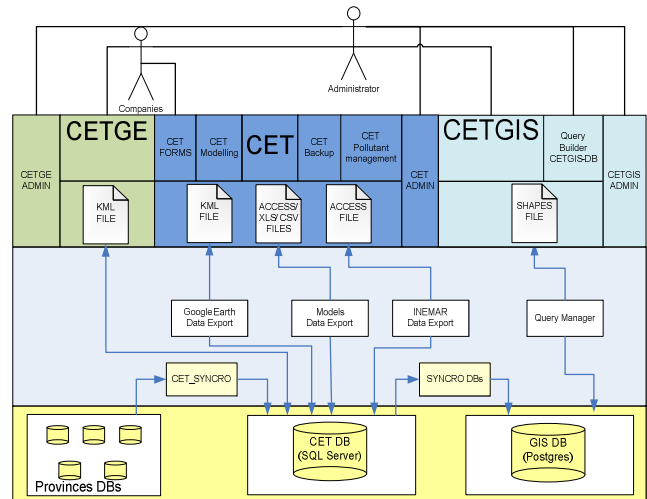 Companies
Administrator
CETGE
ADMIN
CETGE
CET
FORMS
CET
Modelling
CET
CET
Backup
CET
Pollutant
management
CET
ADMIN
CETGIS
Query
Builder
CETGIS-DB
CETGIS
ADMIN
KML
FILE
KML
FILE
ACCESS/
XLS/CSV
FILES
ACCESS
FILE
SHAPES
FILE
Google Earth
Data Export
Models
Data Export
INEMAR
Data Export
Query Manager
CET_SYNCRO
SYNCRO DBs
Provinces DBs
CET DB
(SQL Server)
GIS DB
(Postgres)